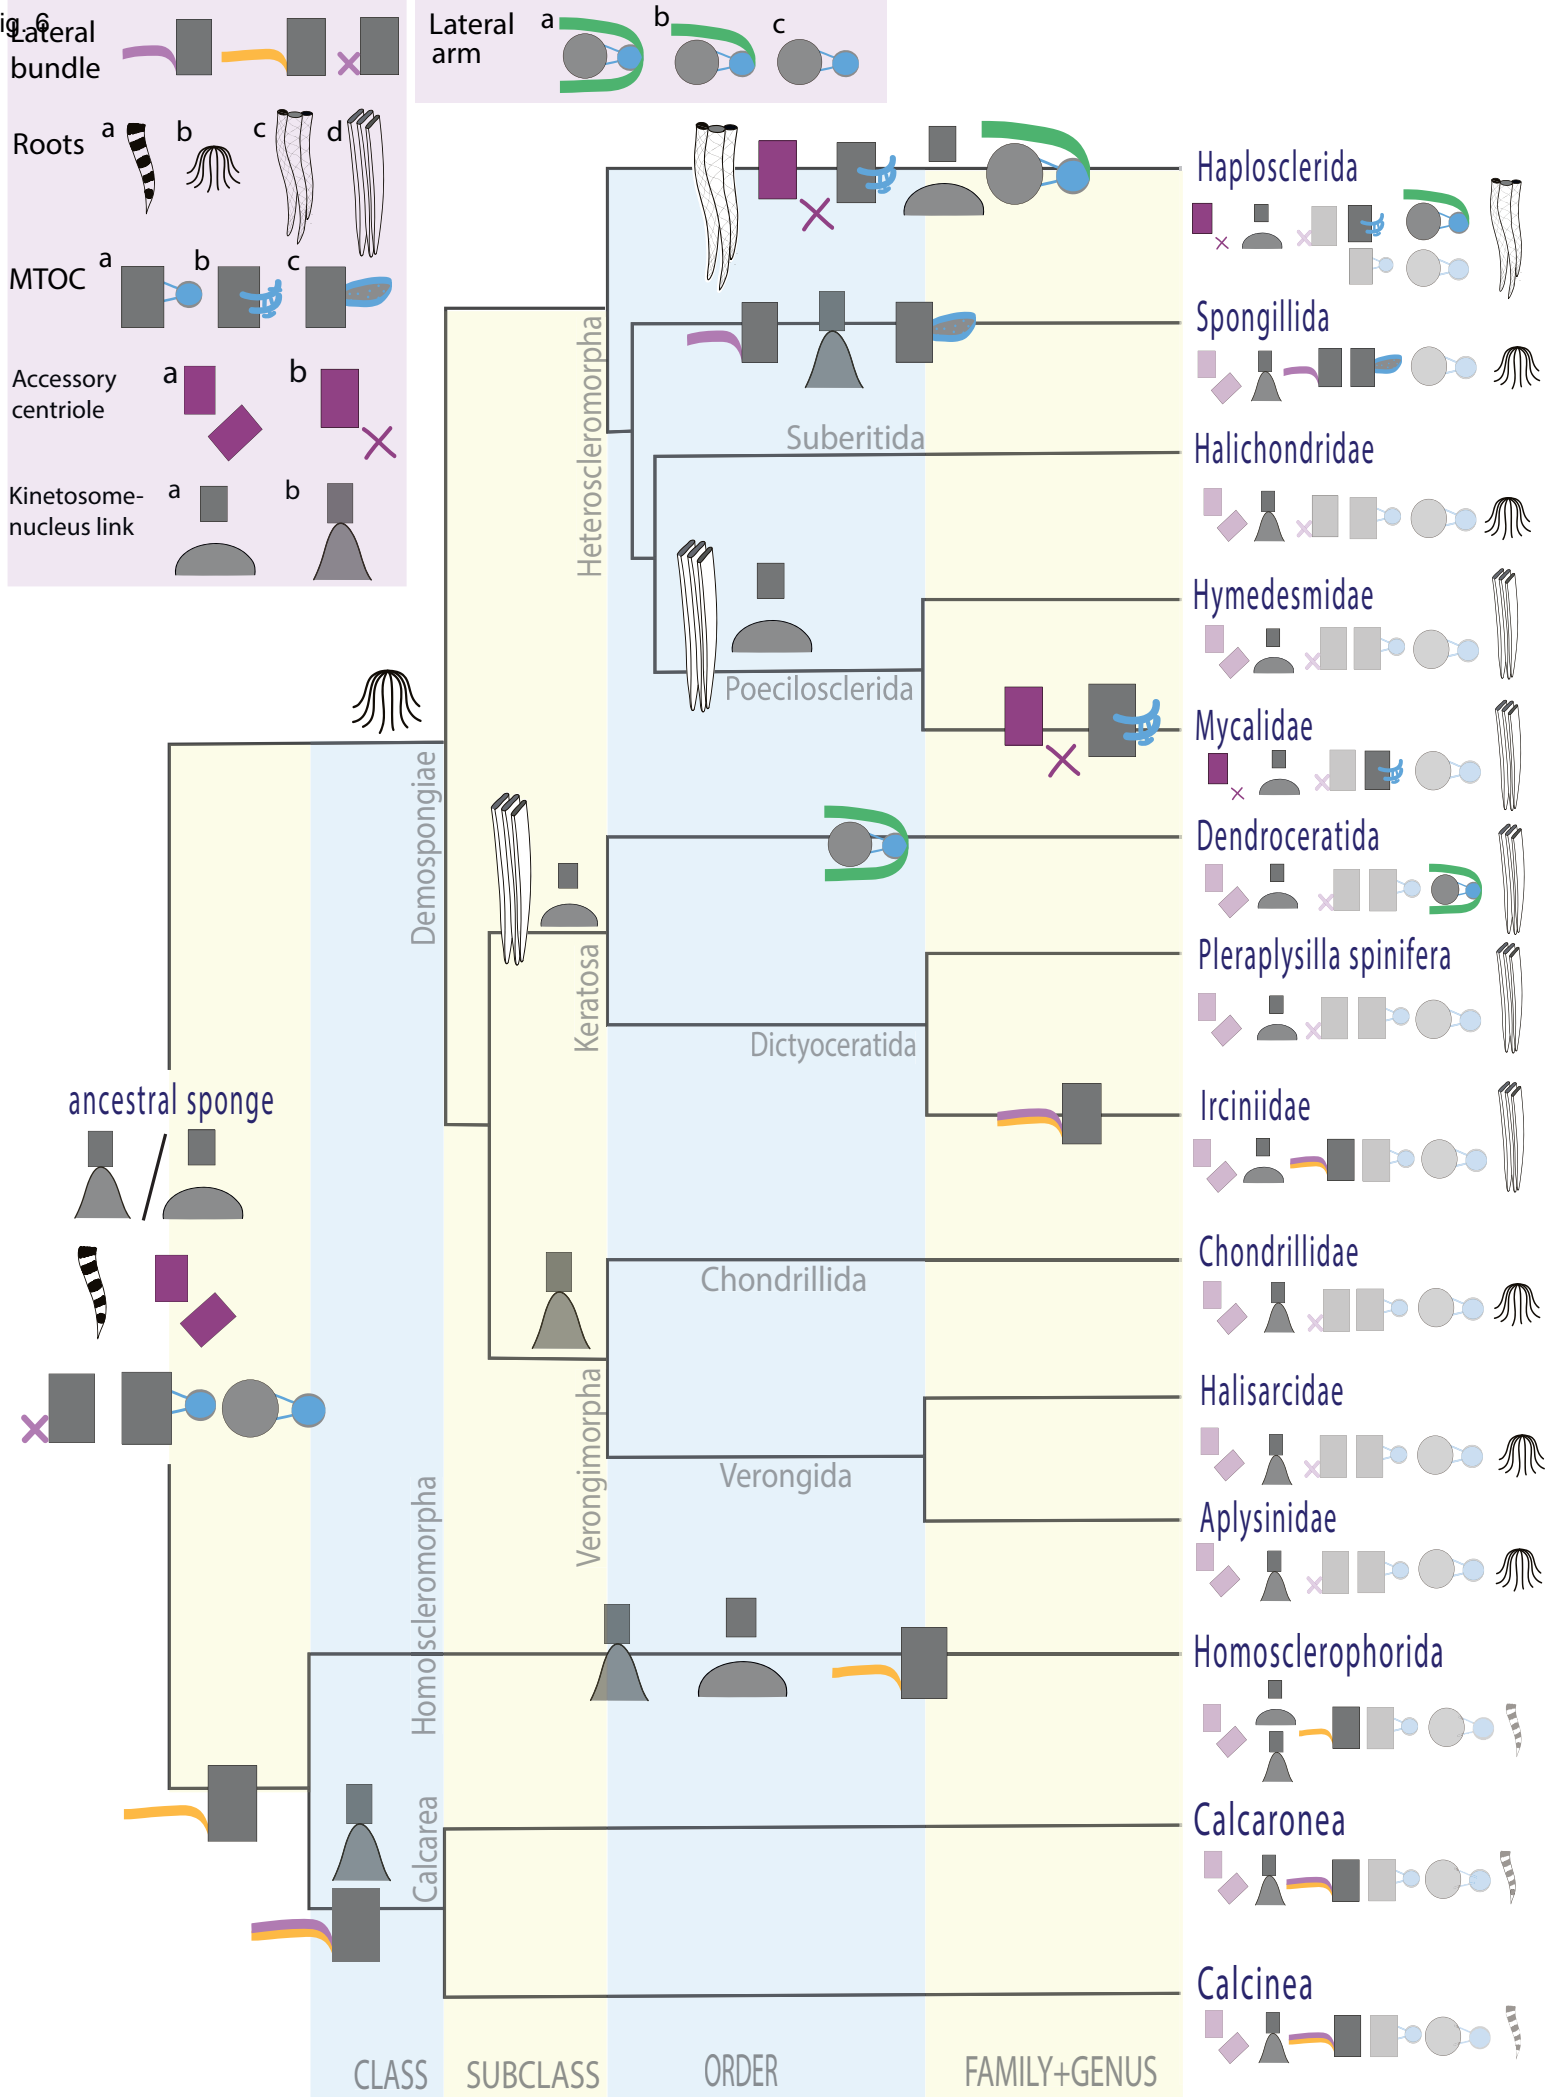 ig. 6
Lateral
bundle
Lateral
arm
a
b
c
Roots
a
b
c
d
MTOC
a
b
c
Accessory
centriole
a
b
Kinetosome-
nucleus link
a
b
Haplosclerida
Spongillida
Heteroscleromorpha
Suberitida
Halichondridae
Hymedesmidae
Poecilosclerida
Mycalidae
Demospongiae
Dendroceratida
Keratosa
Pleraplysilla spinifera
Dictyoceratida
ancestral sponge
Irciniidae
Chondrillidae
Chondrillida
Verongimorpha
Halisarcidae
Verongida
Aplysinidae
Homoscleromorpha
Homosclerophorida
Calcarea
Calcaronea
Calcinea
CLASS
SUBCLASS
ORDER
FAMILY+GENUS